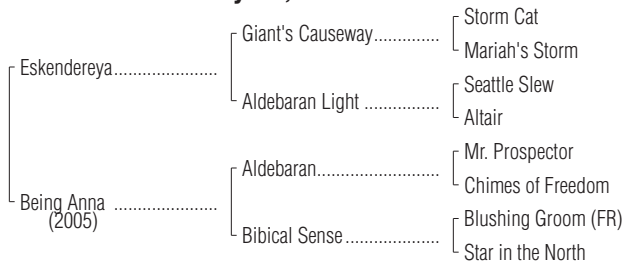 Storm Cat
Giant's Causeway..............
Mariah's Storm
Eskendereya......................
Seattle Slew
Aldebaran Light ................
Altair
Mr. Prospector
Aldebaran..........................
Chimes of Freedom
Being Anna ......................
(2005)
Blushing Groom (FR)
Bibical Sense....................
Star in the North